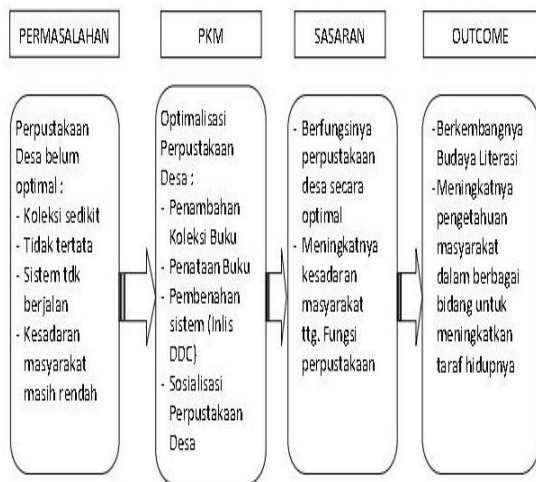 PERMASALAHAN
PKM
SASARAN
OUTCOME
Perpustakaan
Desa belum
optimal :
- Koleksi sedikit
- Tidak tertata
- Sistem tdk
berjalan
- Kesadaran
masyarakat
masih rendah
Optimalisasi
Perpustakaan
Desa :
- Penambahan
Koleksi Buku
- Penataan Buku
- Pembenahan
sistem (Inlis
DDC}
- Sosialisasi
Perpustakaan
Desa
- Berfungsinya
perpustakaan
desa secara
optimal
- Meningkatnya
kesadaran
masyarakat
ttg. Fungsi
perpustakaan
-Berkembangnya
Budaya Literasi
-Meningkatnya
pengetahuan
masyarakat
dalam berbagai
bidang untuk
meningkatkan
taraf hidupnya